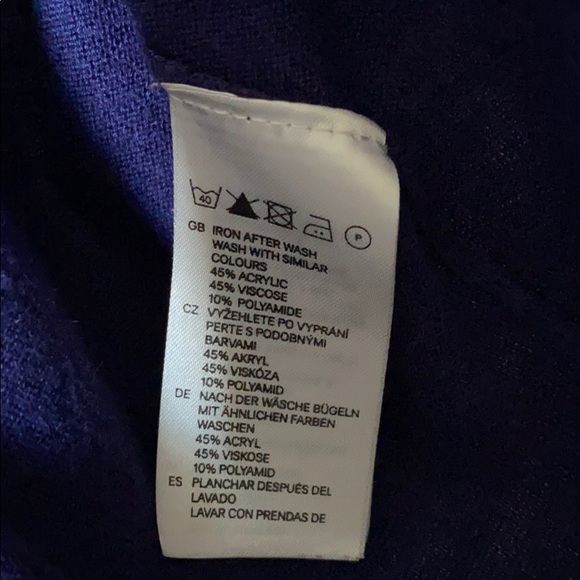 40
P
GB IRON AFTER WASH
WASH WITH SIMILAR
COLOURS
45% ACRYLIC
45% VISCOSE
10% POLYAMIDE
CZ VYŽEHLETE PO VYPRÁNÍ
PERTE S PODOBNÝMI
BARVAMI
45% AKRYL
45% VISKÓZA
10% POLYAMID
DE NACH DER WÄSCHE BÜGELN
MIT ÄHNLICHEN FARBEN
WASCHEN
45% ACRYL
45% VISKOSE
10% POLYAMID
ES PLANCHAR DESPUÉS DEL
LAVADO
LAVAR CON PRENDAS DE